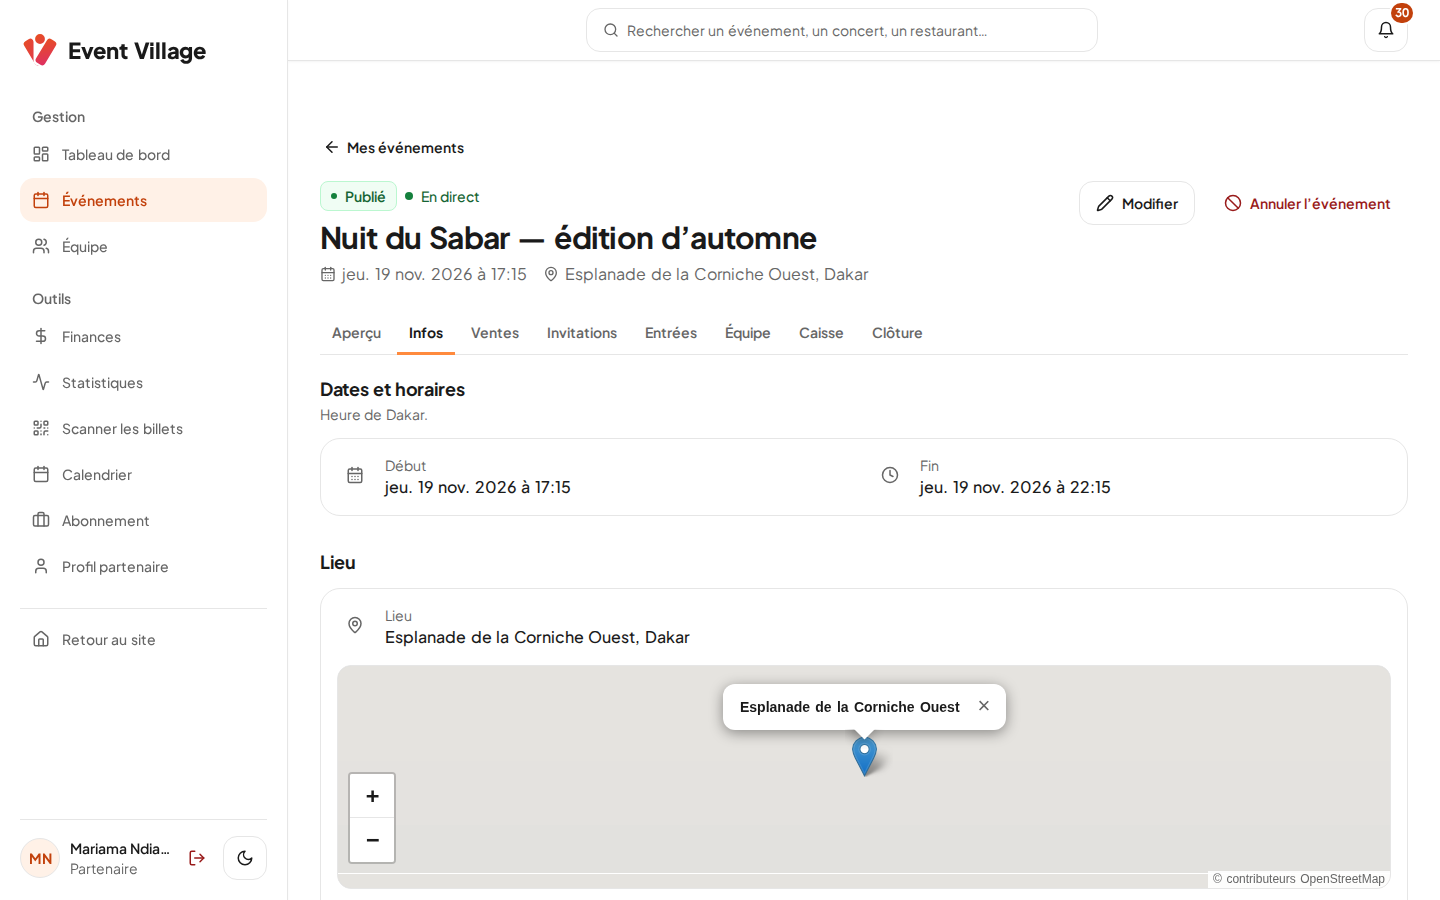 Event Village
Rechercher un événement, un concert, un restaurant…
30
Gestion
Tableau de bord
Événements
Équipe
Outils
Finances
Statistiques
Scanner les billets
Calendrier
Abonnement
Profil partenaire
Retour au site
MN
Mariama Ndia…
Partenaire
Mes événements
Publié
En direct
Modifier
Annuler l’événement
Nuit du Sabar — édition d’automne
jeu. 19 nov. 2026 à 17:15
Esplanade de la Corniche Ouest, Dakar
Aperçu
Infos
Ventes
Invitations
Entrées
Équipe
Caisse
Clôture
Dates et horaires
Heure de Dakar.
Début
jeu. 19 nov. 2026 à 17:15
Fin
jeu. 19 nov. 2026 à 22:15
Lieu
Lieu
Esplanade de la Corniche Ouest, Dakar
Esplanade de la Corniche Ouest
×
+
−
© contributeurs OpenStreetMap